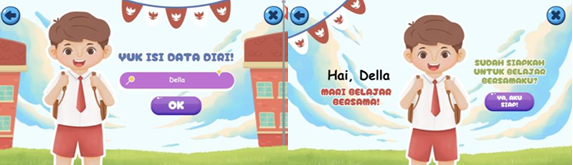 YUK ISI DATA DIRI!
Della
OK
Hai, Della
MARI BELAJAR
BERSAMA!
SUDAH SIAPKAH
UNTUK BELAJAR
BERSAMAKU?
YA, AKU
SIAP!